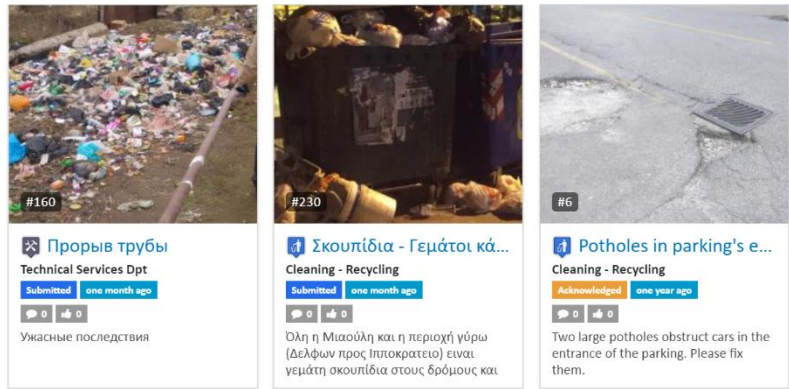 #160
Прорыв трубы
Technical Services Dpt
Submitted one month ago
0 0
Ужасные последствия
#230
Σκουπίδια - Γεμάτοι κά...
Cleaning - Recycling
Submitted one month ago
0 0
Όλη η Μιαούλη και η περιοχή γύρω
(Δελφων προς Ιπποκρατειο) ειναι
γεμάτη σκουπίδια στους δρόμους και
#6
Potholes in parking's e...
Cleaning - Recycling
Acknowledged one year ago
0 0
Two large potholes obstruct cars in the
entrance of the parking. Please fix
them.